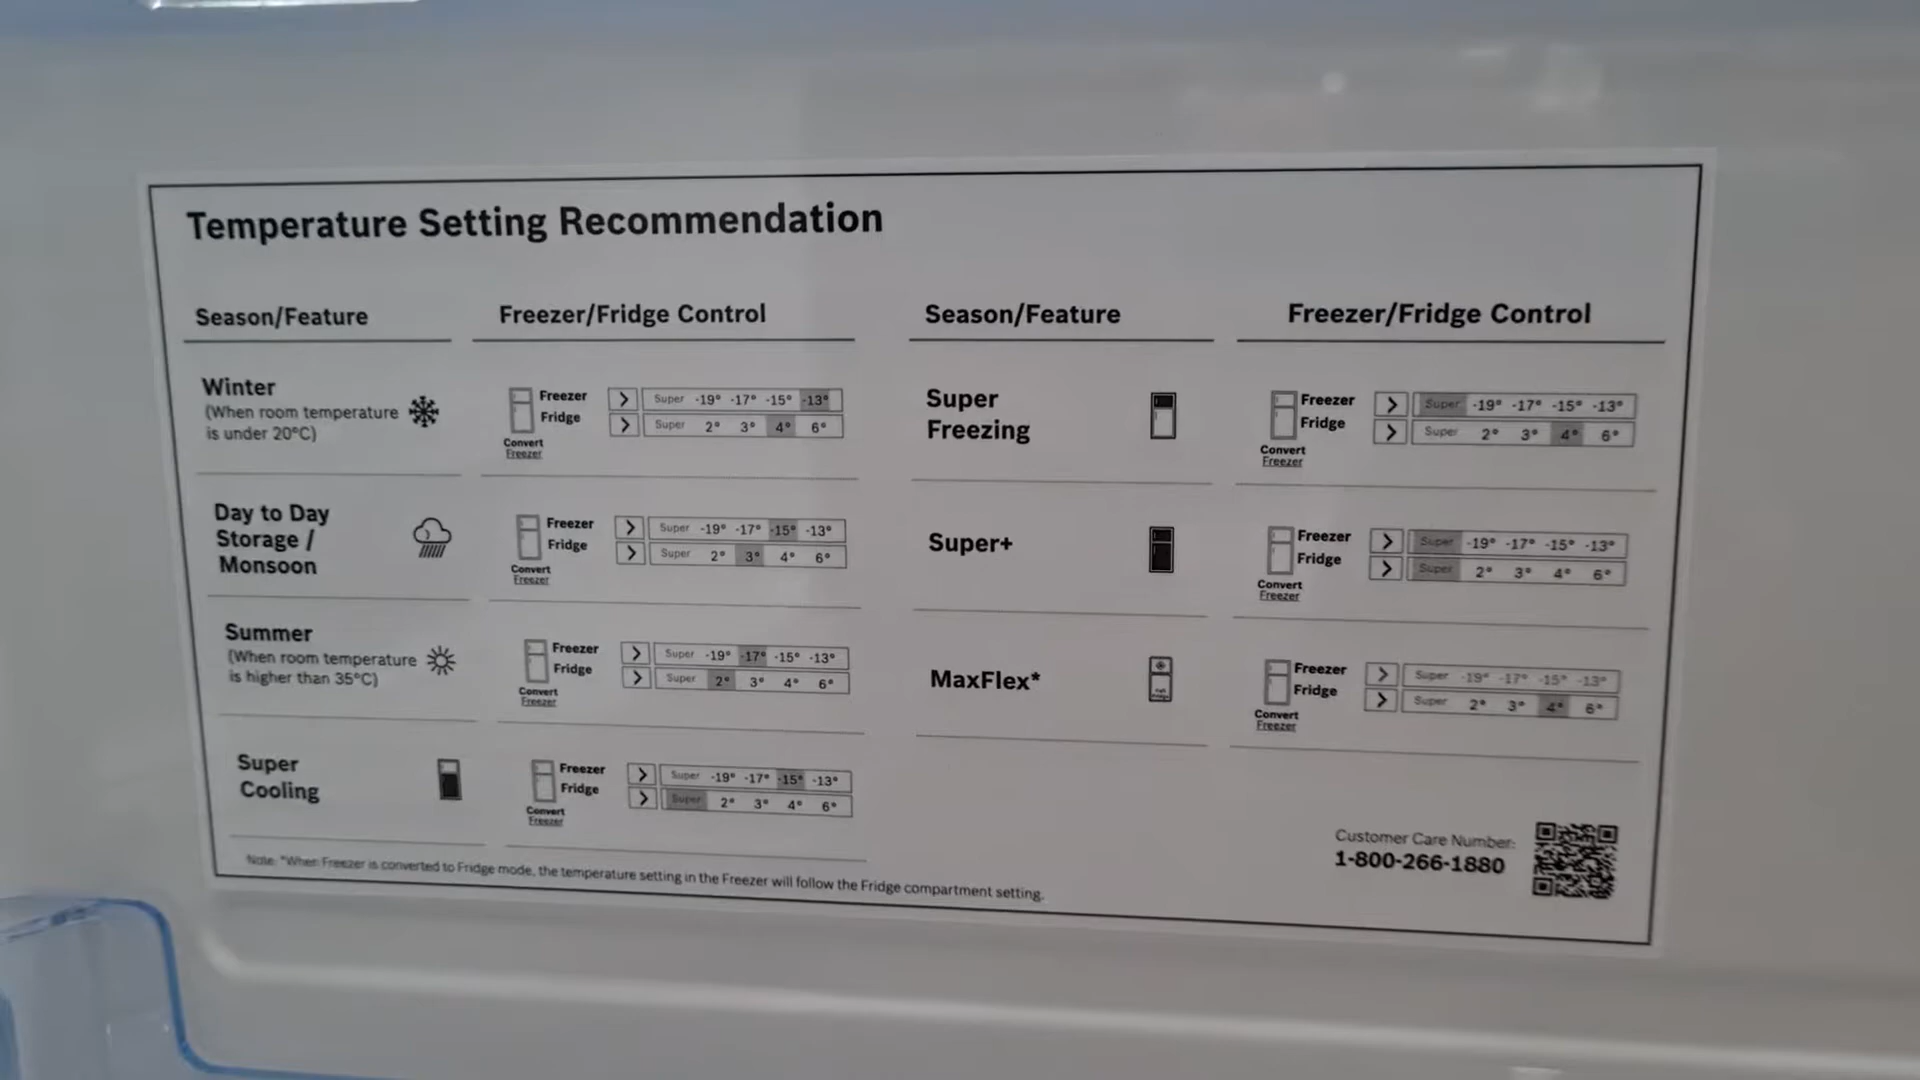 Temperature Setting Recommendation
Season/Feature
Freezer/Fridge Control
Winter
(When room temperature
is under 20°C)
Freezer
Fridge
Convert
Freezer
> Super -19° -17° -15° -13°
> Super 2° 3° 4° 6°
Day to Day
Storage /
Monsoon
Freezer
Fridge
Convert
Freezer
> Super -19° -17° -15° -13°
> Super 2° 3° 4° 6°
Summer
(When room temperature
is higher than 35°C)
Freezer
Fridge
Convert
Freezer
> Super -19° -17° -15° -13°
> Super 2° 3° 4° 6°
Super
Cooling
Freezer
Fridge
Convert
Freezer
> Super -19° -17° -15° -13°
> Super 2° 3° 4° 6°
Season/Feature
Freezer/Fridge Control
Super
Freezing
Freezer
Fridge
Convert
Freezer
> Super -19° -17° -15° -13°
> Super 2° 3° 4° 6°
Super+
Freezer
Fridge
Convert
Freezer
> Super -19° -17° -15° -13°
> Super 2° 3° 4° 6°
MaxFlex*
Freezer
Fridge
Convert
Freezer
> Super -19° -17° -15° -13°
> Super 2° 3° 4° 6°
Note: *When Freezer is converted to Fridge mode, the temperature setting in the Freezer will follow the Fridge compartment setting.
Customer Care Number:
1-800-266-1880